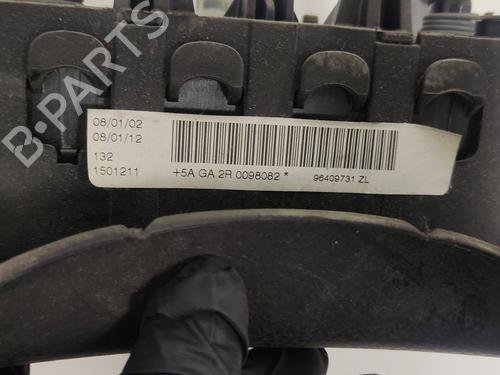 B-PARTS
08/01/02
08/01/12
132
1501211
+5A GA 2R 0098082 *
96409731 ZL